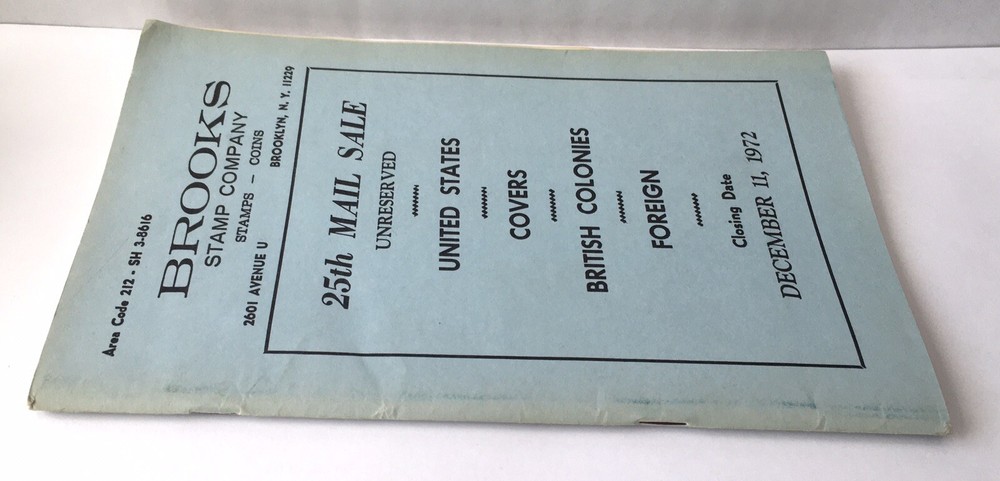 Area Code 212 - SH 3-8616
BROOKS
STAMP COMPANY
STAMPS - COINS
2601 AVENUE U BROOKLYN, N. Y. 11229
25th MAIL SALE
UNRESERVED
UNITED STATES
COVERS
BRITISH COLONIES
FOREIGN
Closing Date
DECEMBER 11, 1972